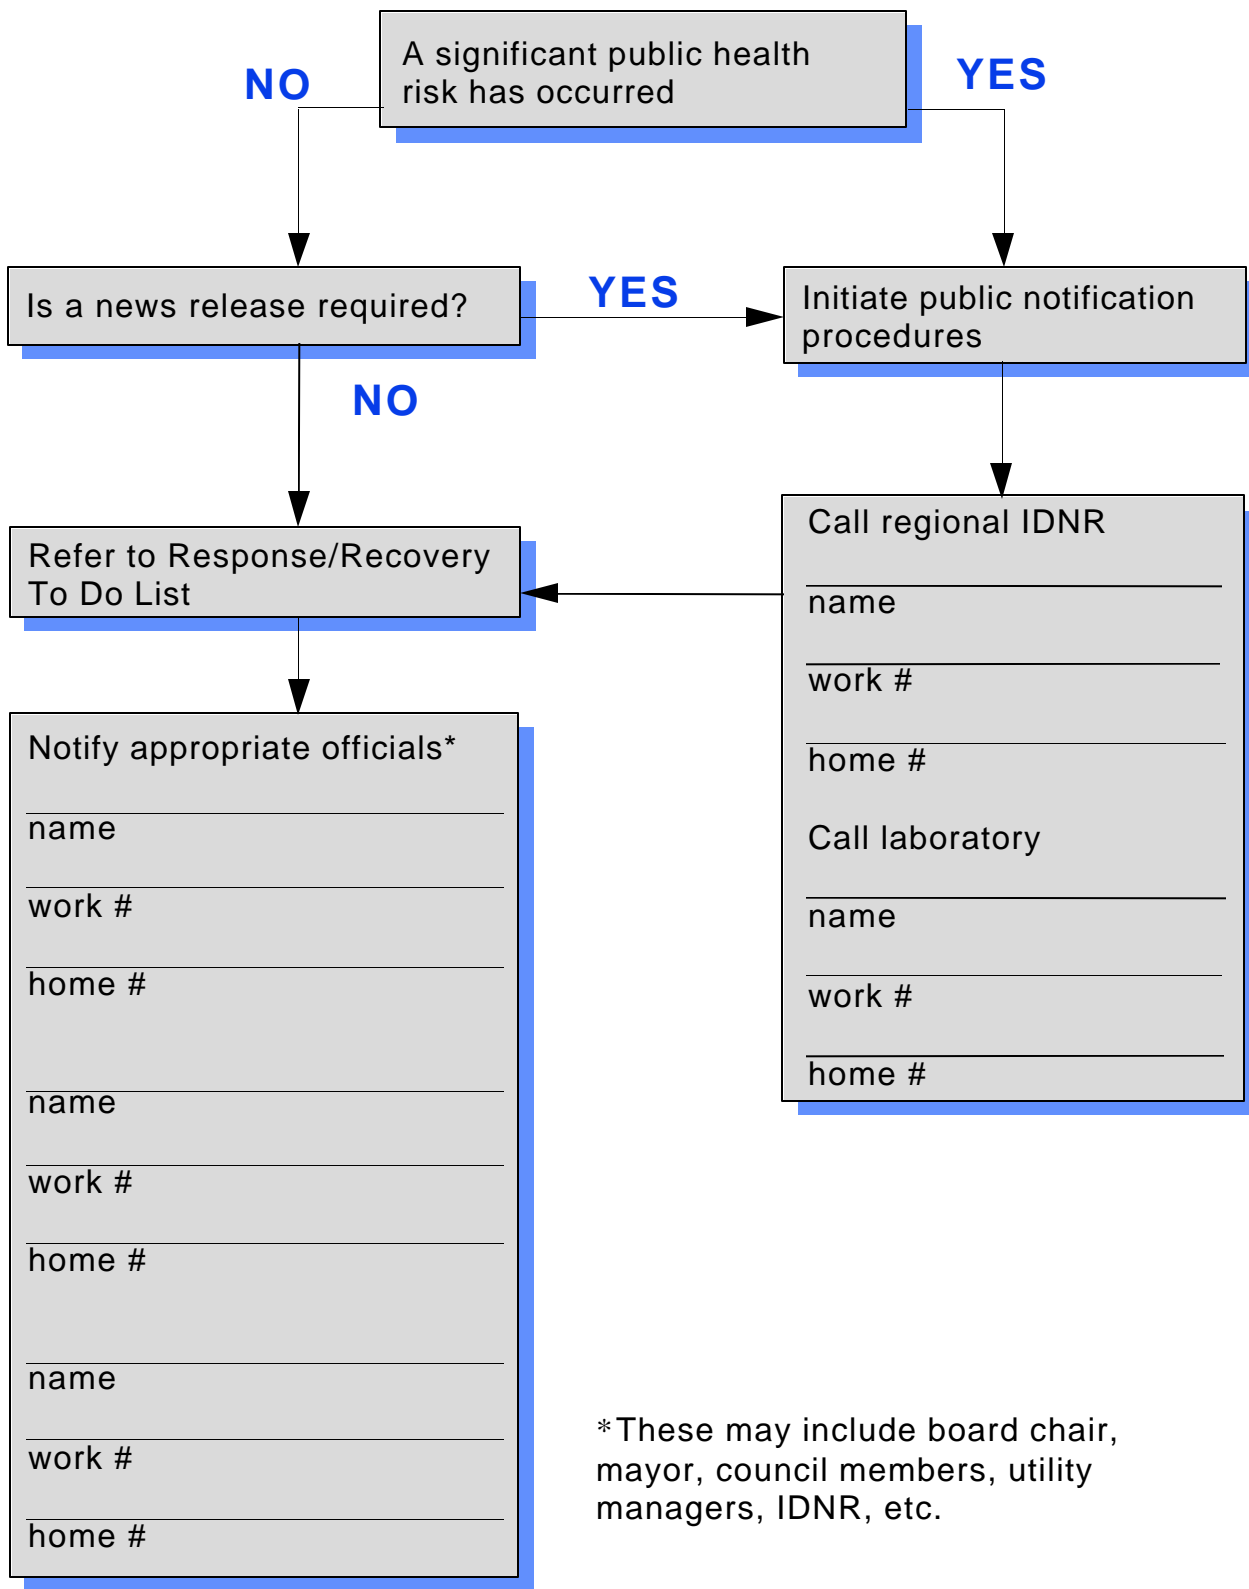 A significant public health
risk has occurred
NO
YES
Is a news release required?
YES
Initiate public notification
procedures
NO
Refer to Response/Recovery
To Do List
Call regional IDNR
name
work #
home #
Call laboratory
name
work #
home #
Notify appropriate officials*
name
work #
home #
name
work #
home #
name
work #
home #
*These may include board chair,
mayor, council members, utility
managers, IDNR, etc.